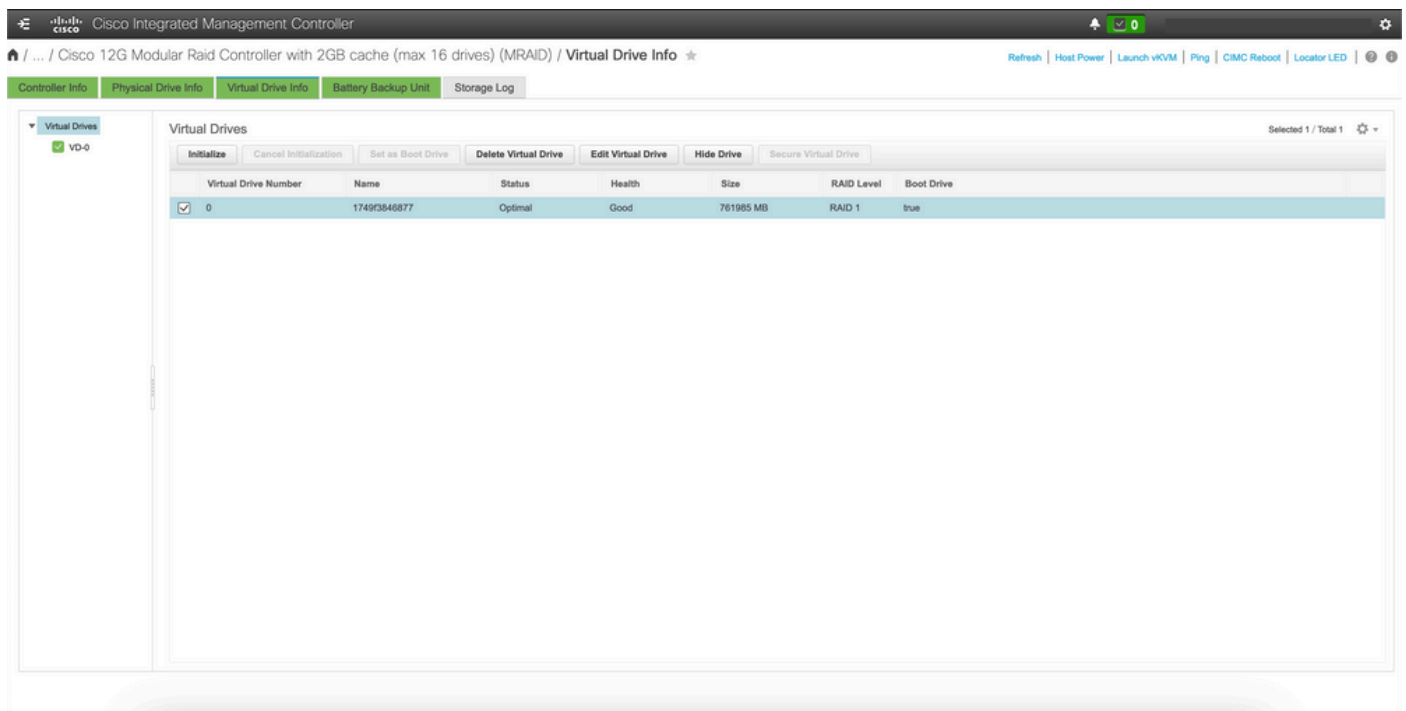 cisco Cisco Integrated Management Controller 0
/ ... / Cisco 12G Modular Raid Controller with 2GB cache (max 16 drives) (MRAID) / Virtual Drive Info Refresh | Host Power | Launch vKVM | Ping | CIMC Reboot | Locator LED |
Controller Info Physical Drive Info Virtual Drive Info Battery Backup Unit Storage Log
Virtual Drives
VD-0
Virtual Drives Selected 1 / Total 1
Initialize Cancel Initialization Set as Boot Drive Delete Virtual Drive Edit Virtual Drive Hide Drive Secure Virtual Drive
Virtual Drive Number Name Status Health Size RAID Level Boot Drive
0 1749f3846877 Optimal Good 761985 MB RAID 1 true